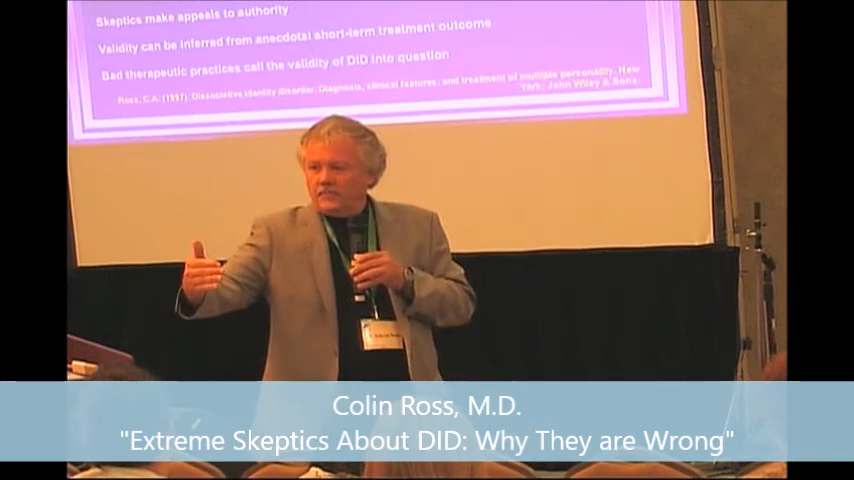 Skeptics make appeals to authority
Validity can be inferred from anecdotal short-term treatment outcome
Bad therapeutic practices call the validity of DID into question
Ross, C.A. (1997). Dissociative identity disorder. Diagnosis, clinical features, and treatment of multiple personality. New
York: John Wiley & Sons.
Colin Ross, M.D.
"Extreme Skeptics About DID: Why They are Wrong"